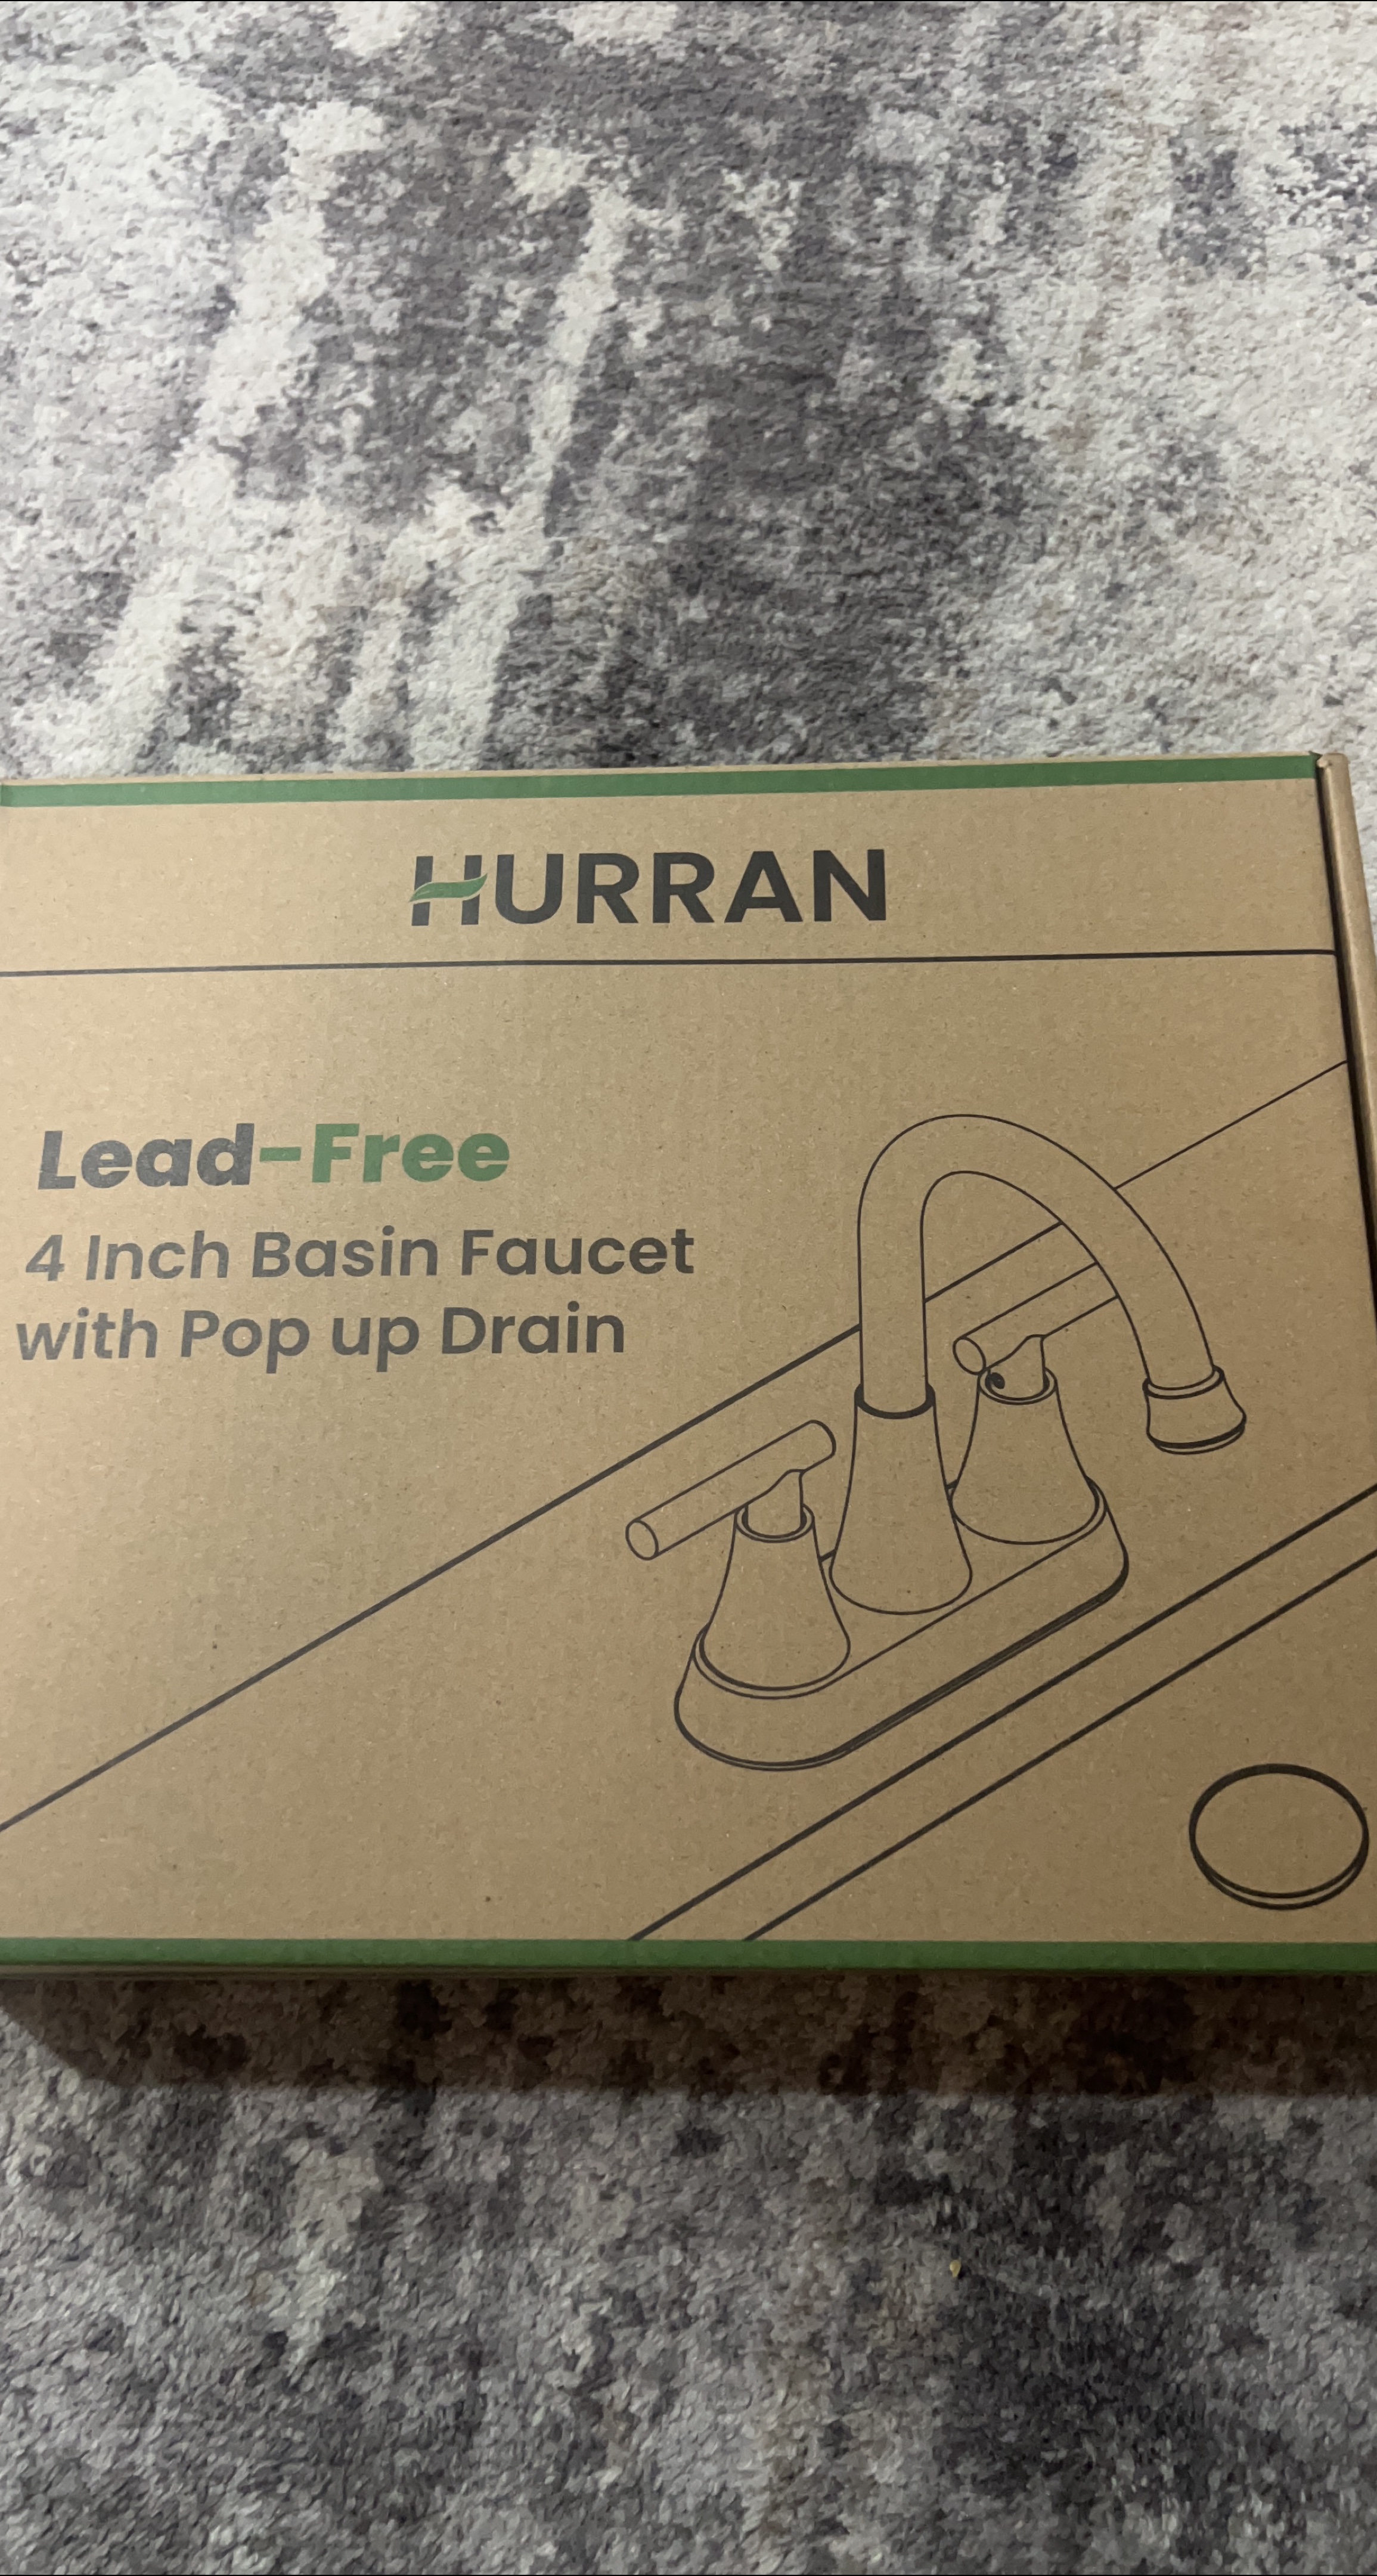 HURRAN
Lead-Free
4 Inch Basin Faucet
with Pop up Drain